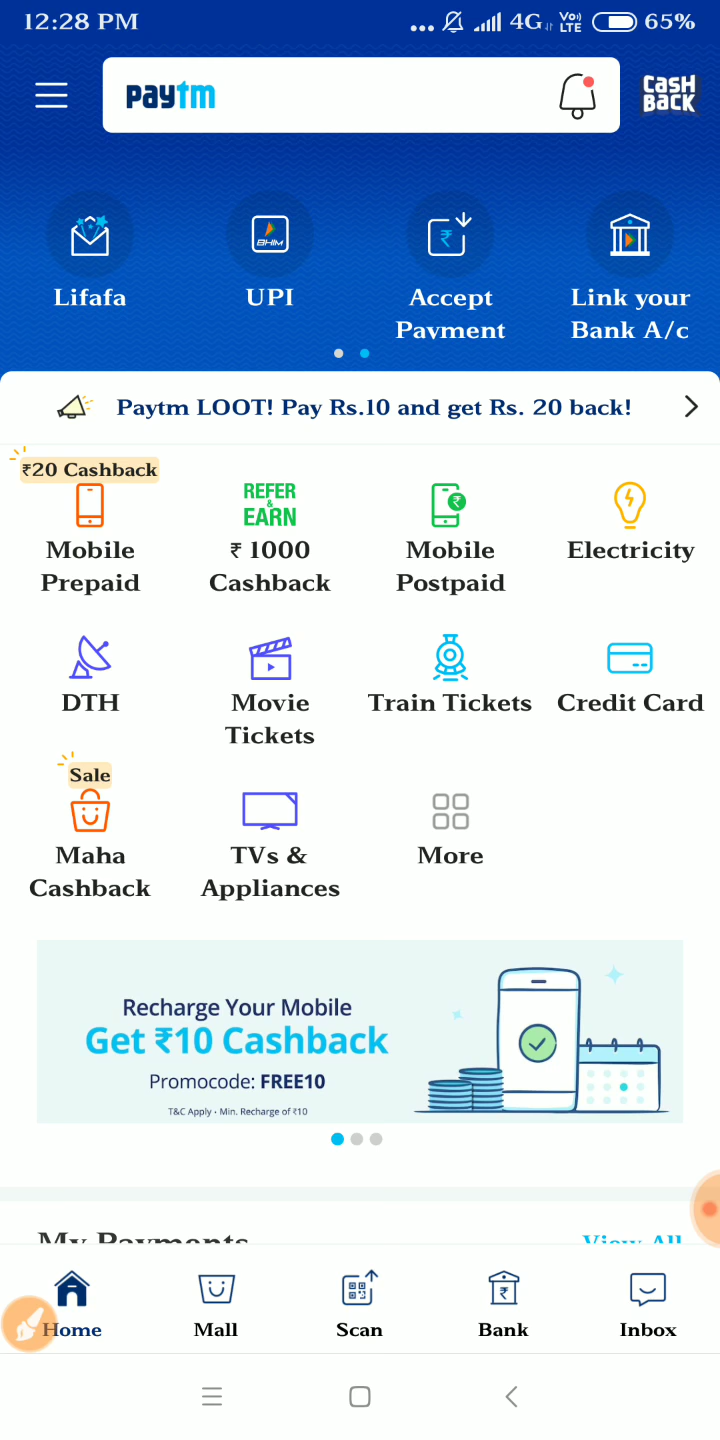 12:28 PM
... 4G VoLTE 65%
paytm
CASH
BACK
BHIM
Lifafa UPI Accept Link your
Payment Bank A/c
Paytm LOOT! Pay Rs.10 and get Rs. 20 back!
₹20 Cashback
REFER
&
EARN
Mobile ₹ 1000 Mobile Electricity
Prepaid Cashback Postpaid
DTH Movie Train Tickets Credit Card
Tickets
Sale
Maha TVs & More
Cashback Appliances
Recharge Your Mobile
Get ₹10 Cashback
Promocode: FREE10
T&C Apply • Min. Recharge of ₹10
My Payments View All
Home Mall Scan Bank Inbox